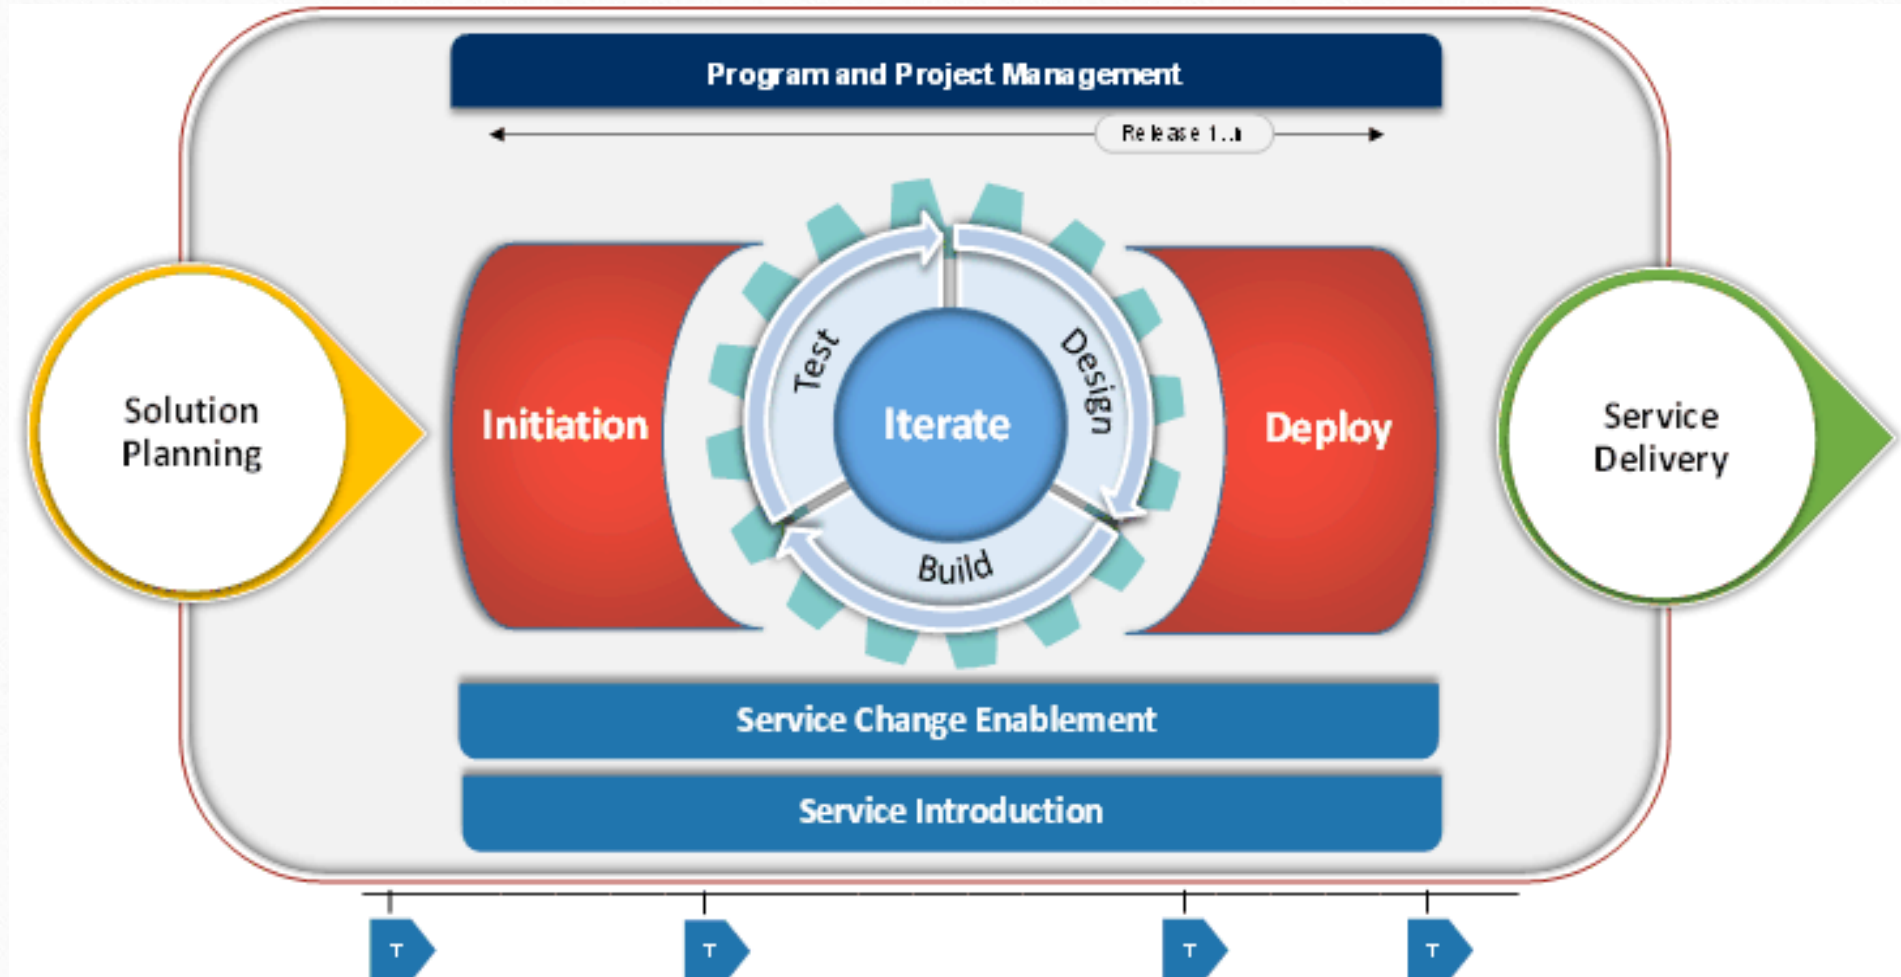 Program and Project Management
Release 1..n
Solution
Planning
Initiation
Test
Iterate
Design
Build
Deploy
Service
Delivery
Service Change Enablement
Service Introduction
T
T
T
T